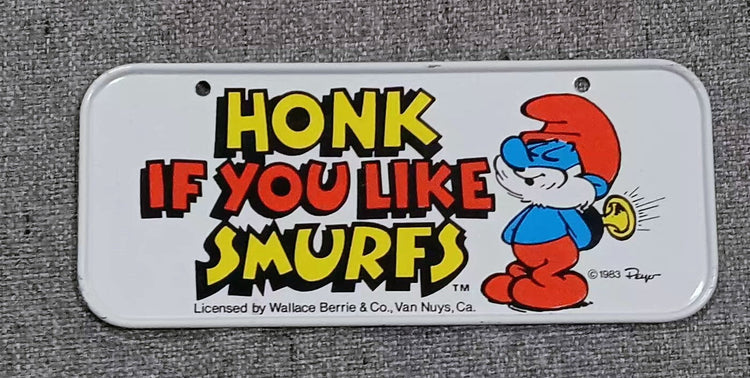 HONK
IF YOU LIKE
SMURFS
TM
© 1983 Peyo
Licensed by Wallace Berrie & Co., Van Nuys, Ca.